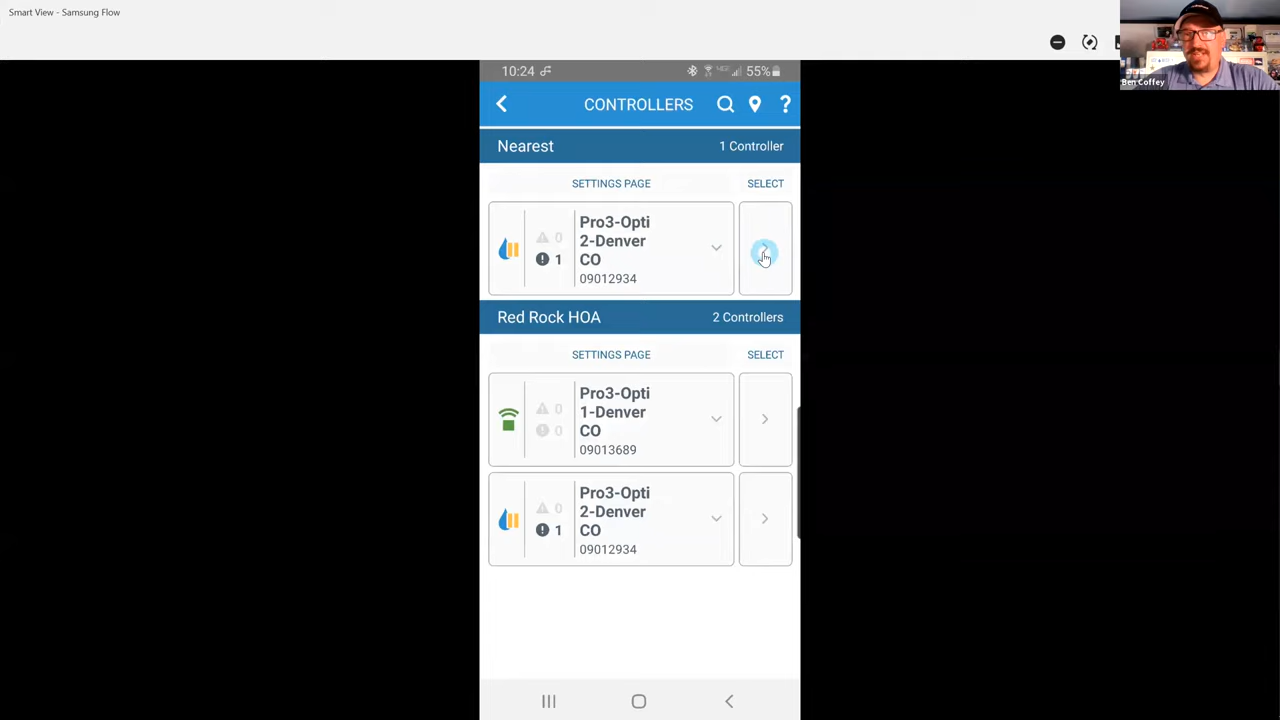 Smart View - Samsung Flow
Ben Coffey
10:24
55%
CONTROLLERS
?
Nearest
1 Controller
SETTINGS PAGE
SELECT
0
1
Pro3-Opti
2-Denver
CO
09012934
Red Rock HOA
2 Controllers
SETTINGS PAGE
SELECT
0
0
Pro3-Opti
1-Denver
CO
09013689
0
1
Pro3-Opti
2-Denver
CO
09012934